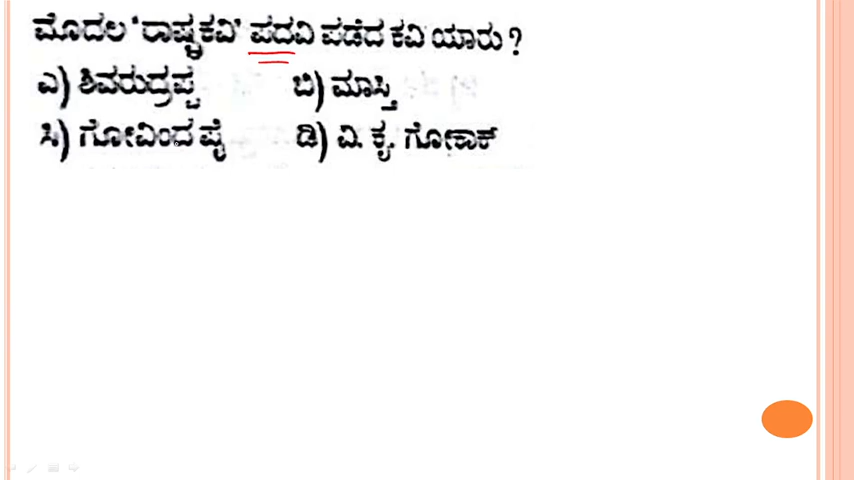 ಮೊದಲ 'ರಾಷ್ಟ್ರಕವಿ' ಪದವಿ ಪಡೆದ ಕವಿ ಯಾರು ?
ಎ) ಶಿವರುದ್ರಪ್ಪ ಬಿ) ಮಾಸ್ತಿ
ಸಿ) ಗೋವಿಂದ ಪೈ ಡಿ) ವಿ. ಕೃ. ಗೋಕಾಕ್